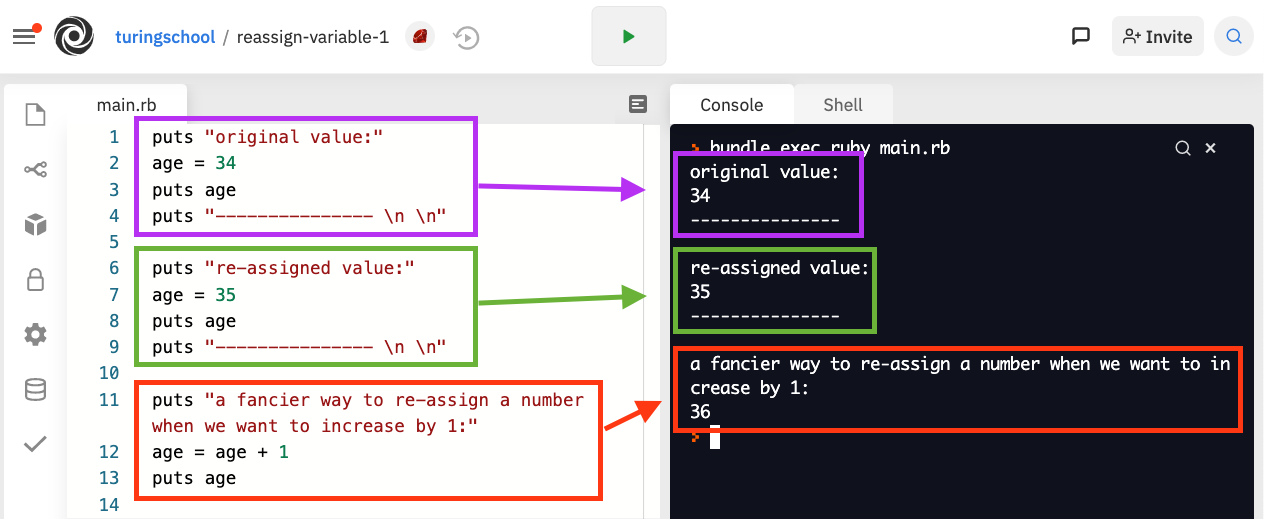 turingschool / reassign-variable-1
Invite
main.rb
Console Shell
1 puts "original value:"
2 age = 34
3 puts age
4 puts "--------------- \n \n"
5
6 puts "re-assigned value:"
7 age = 35
8 puts age
9 puts "--------------- \n \n"
10
11 puts "a fancier way to re-assign a number
when we want to increase by 1:"
12 age = age + 1
13 puts age
14
bundle exec ruby main.rb
original value:
34
---------------
re-assigned value:
35
---------------
a fancier way to re-assign a number when we want to in
crease by 1:
36